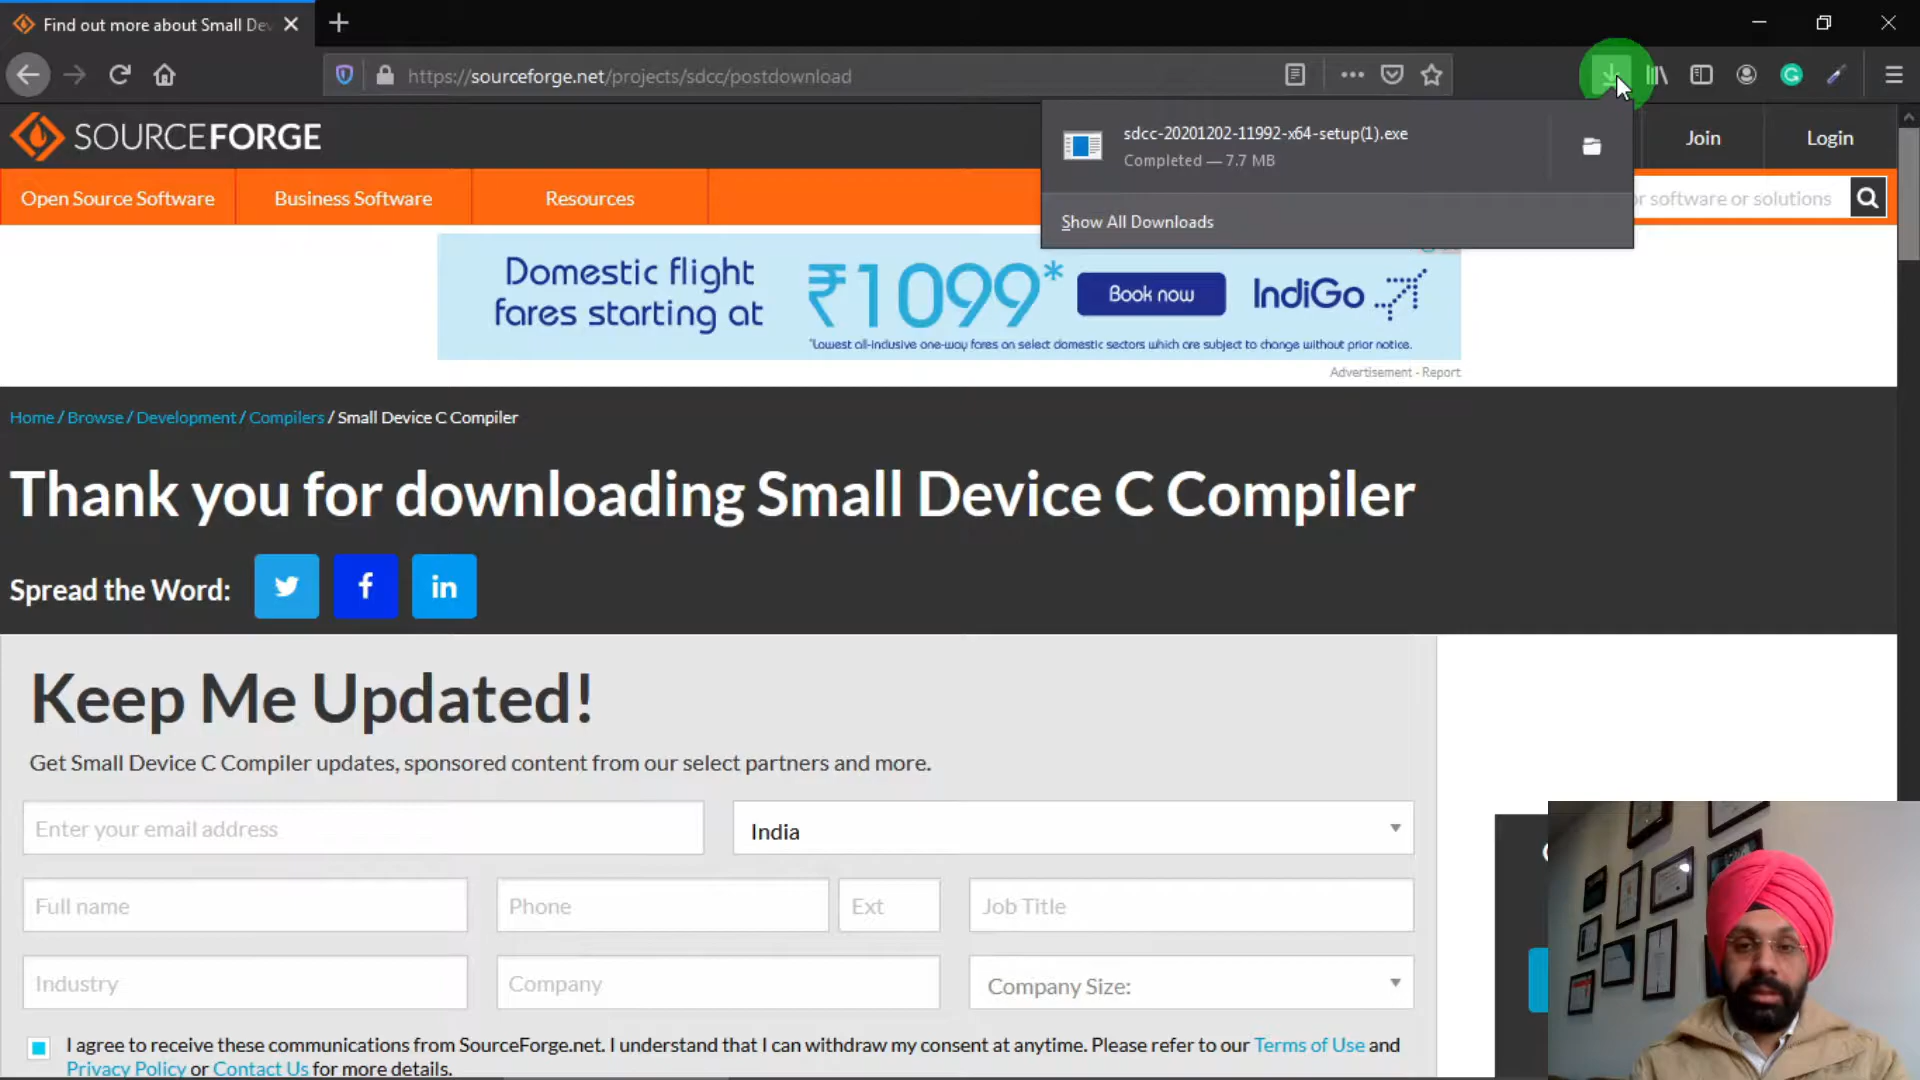 Find out more about Small De
https://sourceforge.net/projects/sdcc/postdownload
sdcc-20201202-11992-x64-setup(1).exe
Completed — 7.7 MB
Show All Downloads
SOURCEFORGE
Join
Login
Open Source Software
Business Software
Resources
or software or solutions
Domestic flight
fares starting at
₹1099*
Book now
IndiGo
*Lowest all-inclusive one-way fares on select domestic sectors which are subject to change without prior notice.
Advertisement - Report
Home / Browse / Development / Compilers / Small Device C Compiler
Thank you for downloading Small Device C Compiler
Spread the Word:
Keep Me Updated!
Get Small Device C Compiler updates, sponsored content from our select partners and more.
Enter your email address
India
Full name
Phone
Ext
Job Title
Industry
Company
Company Size:
I agree to receive these communications from SourceForge.net. I understand that I can withdraw my consent at anytime. Please refer to our Terms of Use and
Privacy Policy or Contact Us for more details.